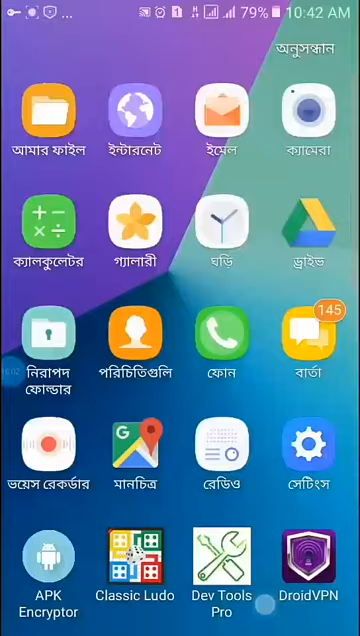 ... 79% 10:42 AM
অনুসন্ধান
আমার ফাইল ইন্টারনেট ইমেল ক্যামেরা
ক্যালকুলেটর গ্যালারী ঘড়ি ড্রাইভ
145
নিরাপদ ফোল্ডার পরিচিতিগুলি ফোন বার্তা
G
ভয়েস রেকর্ডার মানচিত্র রেডিও সেটিংস
APK Encryptor Classic Ludo Dev Tools Pro DroidVPN